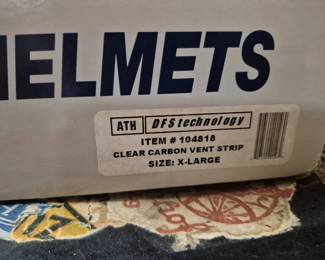 HELMETS
ATH DFS technology
ITEM # 104818
CLEAR CARBON VENT STRIP
SIZE: X-LARGE